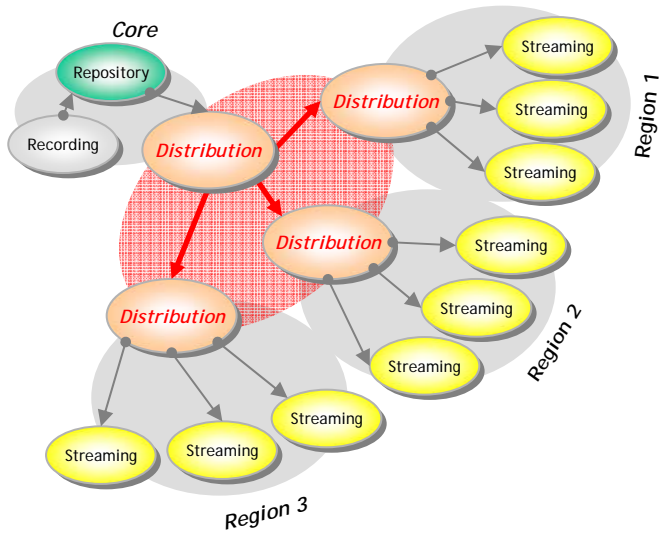 Core
Repository
Recording
Distribution
Distribution
Streaming
Streaming
Streaming
Region 1
Distribution
Streaming
Streaming
Streaming
Region 2
Distribution
Streaming
Streaming
Streaming
Region 3